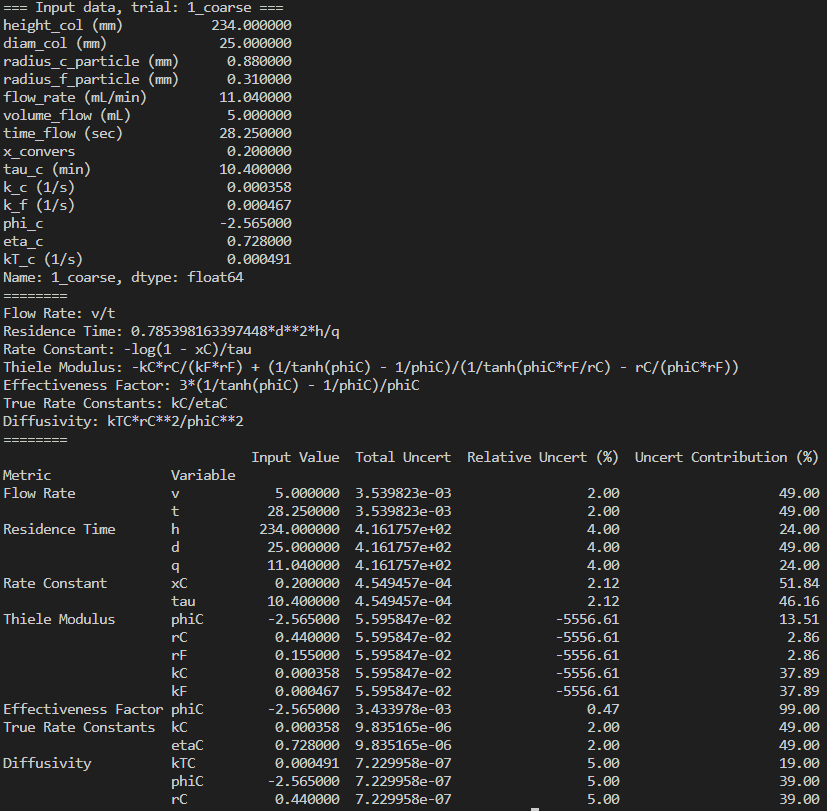 === Input data, trial: 1_coarse ===
height_col (mm) 234.000000
diam_col (mm) 25.000000
radius_c_particle (mm) 0.880000
radius_f_particle (mm) 0.310000
flow_rate (mL/min) 11.040000
volume_flow (mL) 5.000000
time_flow (sec) 28.250000
x_convers 0.200000
tau_c (min) 10.400000
k_c (1/s) 0.000358
k_f (1/s) 0.000467
phi_c -2.565000
eta_c 0.728000
kT_c (1/s) 0.000491
Name: 1_coarse, dtype: float64
========
Flow Rate: v/t
Residence Time: 0.785398163397448*d**2*h/q
Rate Constant: -log(1 - xC)/tau
Thiele Modulus: -kC*rC/(kF*rF) + (1/tanh(phiC) - 1/phiC)/(1/tanh(phiC*rF/rC) - rC/(phiC*rF))
Effectiveness Factor: 3*(1/tanh(phiC) - 1/phiC)/phiC
True Rate Constants: kC/etaC
Diffusivity: kTC*rC**2/phiC**2
========
Input Value Total Uncert Relative Uncert (%) Uncert Contribution (%)
Metric Variable
Flow Rate v 5.000000 3.539823e-03 2.00 49.00
t 28.250000 3.539823e-03 2.00 49.00
Residence Time h 234.000000 4.161757e+02 4.00 24.00
d 25.000000 4.161757e+02 4.00 49.00
q 11.040000 4.161757e+02 4.00 24.00
Rate Constant xC 0.200000 4.549457e-04 2.12 51.84
tau 10.400000 4.549457e-04 2.12 46.16
Thiele Modulus phiC -2.565000 5.595847e-02 -5556.61 13.51
rC 0.440000 5.595847e-02 -5556.61 2.86
rF 0.155000 5.595847e-02 -5556.61 2.86
kC 0.000358 5.595847e-02 -5556.61 37.89
kF 0.000467 5.595847e-02 -5556.61 37.89
Effectiveness Factor phiC -2.565000 3.433978e-03 0.47 99.00
True Rate Constants kC 0.000358 9.835165e-06 2.00 49.00
etaC 0.728000 9.835165e-06 2.00 49.00
Diffusivity kTC 0.000491 7.229958e-07 5.00 19.00
phiC -2.565000 7.229958e-07 5.00 39.00
rC 0.440000 7.229958e-07 5.00 39.00